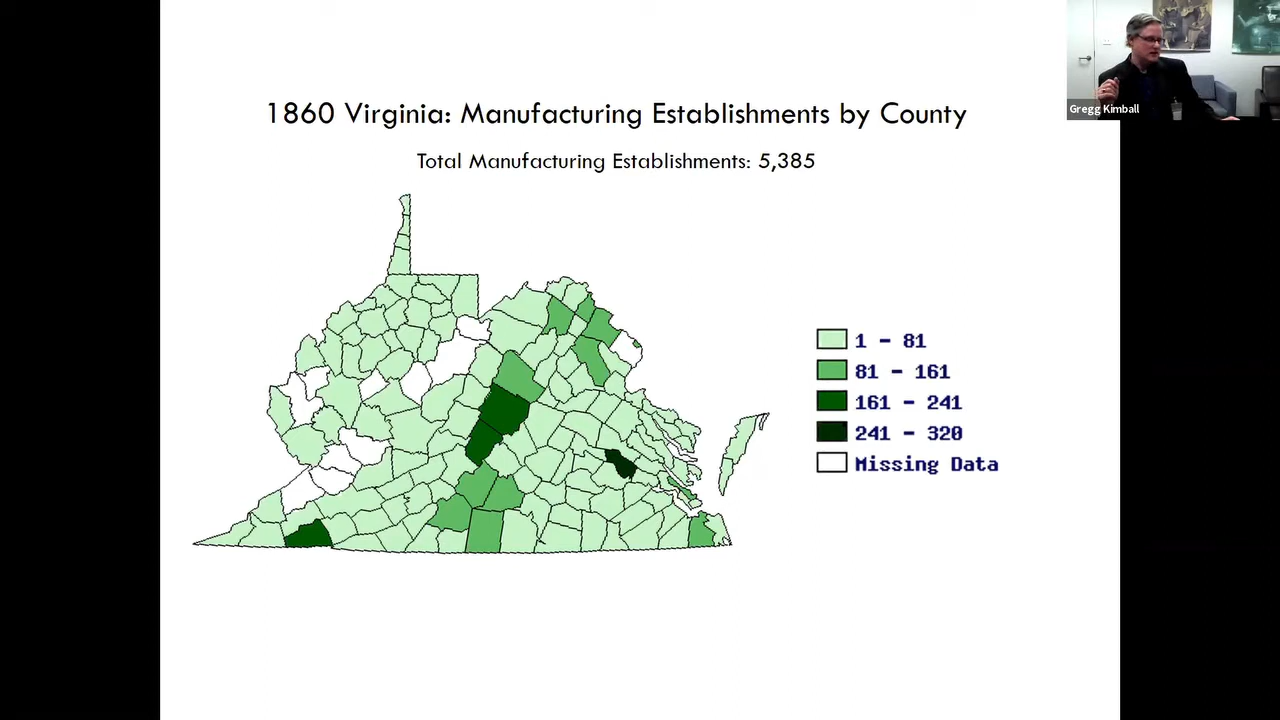 1860 Virginia: Manufacturing Establishments by County
Total Manufacturing Establishments: 5,385
Gregg Kimball
1 - 81
81 - 161
161 - 241
241 - 320
Missing Data